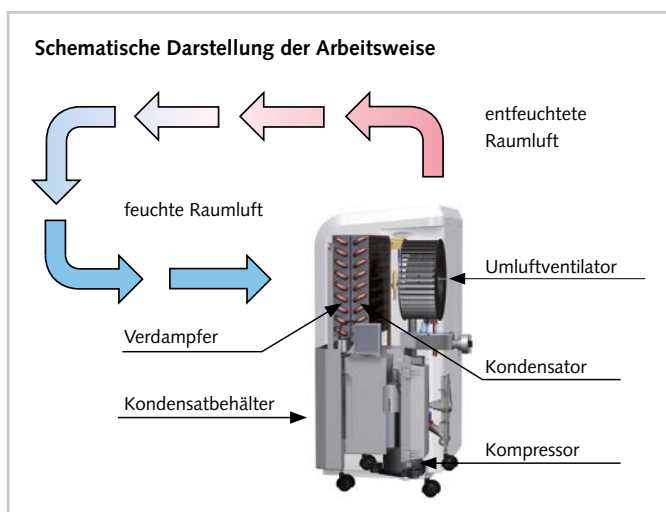 Schematische Darstellung der Arbeitsweise
entfeuchtete
Raumluft
feuchte Raumluft
Umluftventilator
Verdampfer
Kondensator
Kondensatbehälter
Kompressor